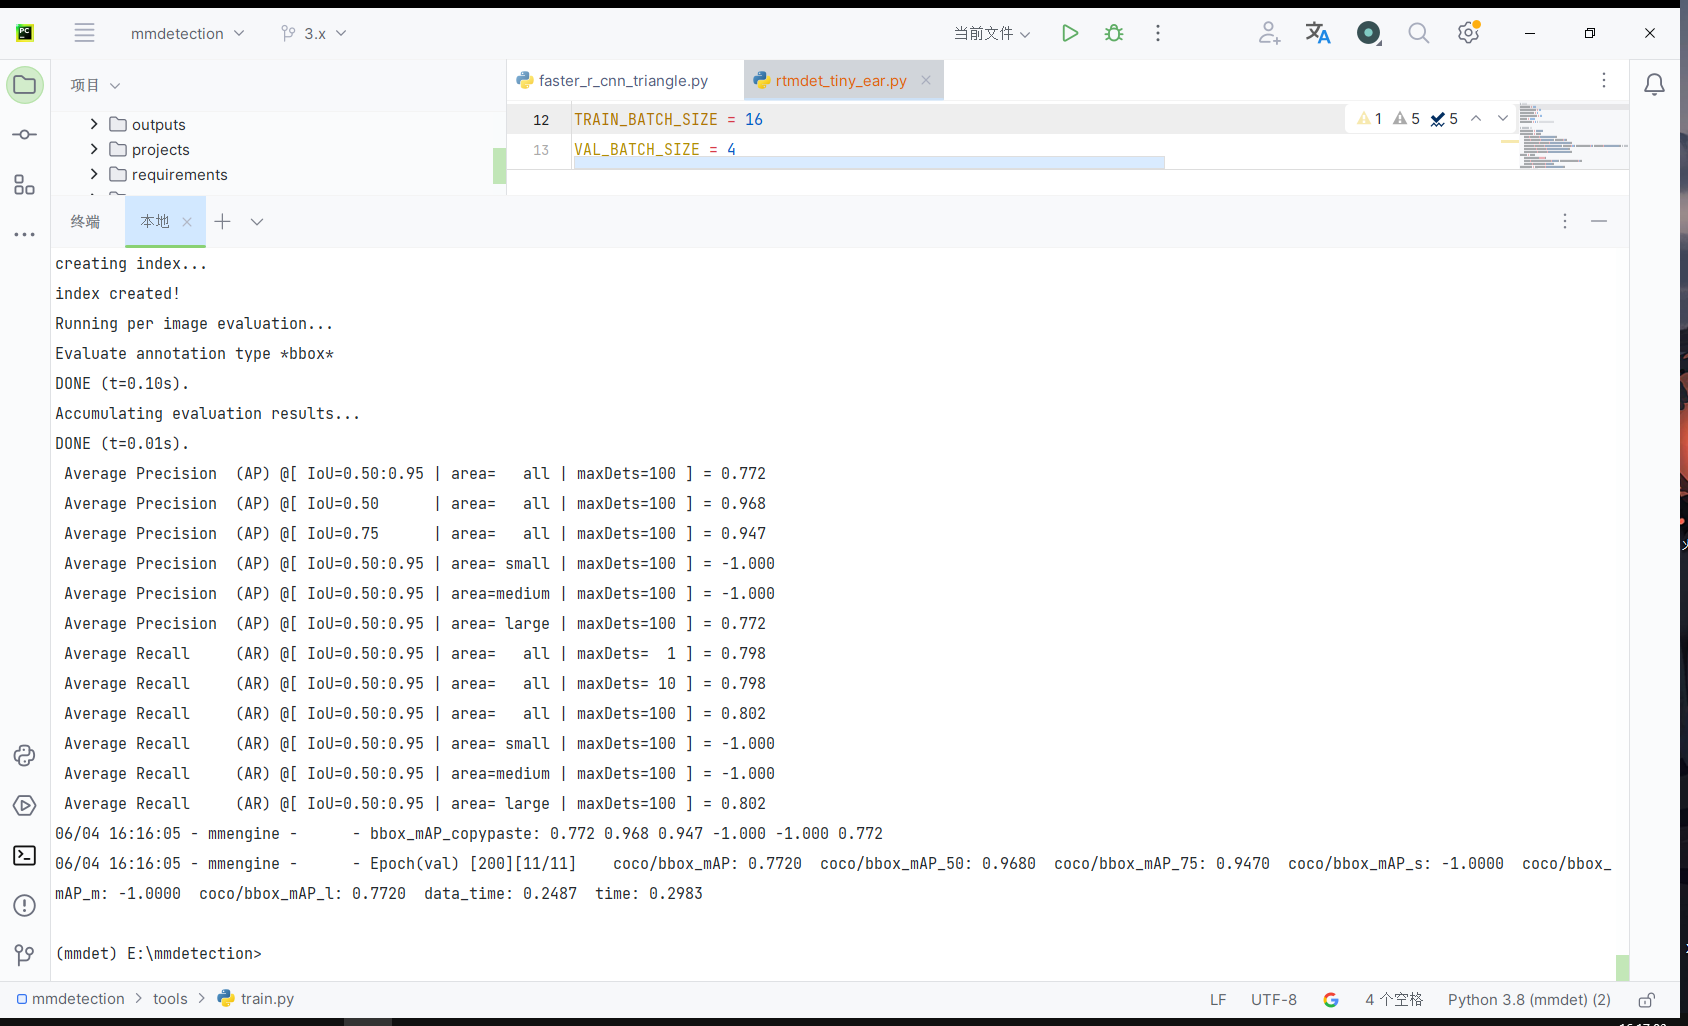 PC mmdetection 3.x 当前文件
项目 faster_r_cnn_triangle.py rtmdet_tiny_ear.py
outputs
projects
requirements
12 TRAIN_BATCH_SIZE = 16 1 5 5
13 VAL_BATCH_SIZE = 4
终端 本地
creating index...
index created!
Running per image evaluation...
Evaluate annotation type *bbox*
DONE (t=0.10s).
Accumulating evaluation results...
DONE (t=0.01s).
Average Precision  (AP) @[ IoU=0.50:0.95 | area=   all | maxDets=100 ] = 0.772
Average Precision  (AP) @[ IoU=0.50      | area=   all | maxDets=100 ] = 0.968
Average Precision  (AP) @[ IoU=0.75      | area=   all | maxDets=100 ] = 0.947
Average Precision  (AP) @[ IoU=0.50:0.95 | area= small | maxDets=100 ] = -1.000
Average Precision  (AP) @[ IoU=0.50:0.95 | area=medium | maxDets=100 ] = -1.000
Average Precision  (AP) @[ IoU=0.50:0.95 | area= large | maxDets=100 ] = 0.772
Average Recall     (AR) @[ IoU=0.50:0.95 | area=   all | maxDets=  1 ] = 0.798
Average Recall     (AR) @[ IoU=0.50:0.95 | area=   all | maxDets= 10 ] = 0.798
Average Recall     (AR) @[ IoU=0.50:0.95 | area=   all | maxDets=100 ] = 0.802
Average Recall     (AR) @[ IoU=0.50:0.95 | area= small | maxDets=100 ] = -1.000
Average Recall     (AR) @[ IoU=0.50:0.95 | area=medium | maxDets=100 ] = -1.000
Average Recall     (AR) @[ IoU=0.50:0.95 | area= large | maxDets=100 ] = 0.802
06/04 16:16:05 - mmengine -      - bbox_mAP_copypaste: 0.772 0.968 0.947 -1.000 -1.000 0.772
06/04 16:16:05 - mmengine -      - Epoch(val) [200][11/11]    coco/bbox_mAP: 0.7720  coco/bbox_mAP_50: 0.9680  coco/bbox_mAP_75: 0.9470  coco/bbox_mAP_s: -1.0000  coco/bbox_
mAP_m: -1.0000  coco/bbox_mAP_l: 0.7720  data_time: 0.2487  time: 0.2983
(mmdet) E:\mmdetection>
mmdetection > tools > train.py LF UTF-8 4 个空格 Python 3.8 (mmdet) (2)